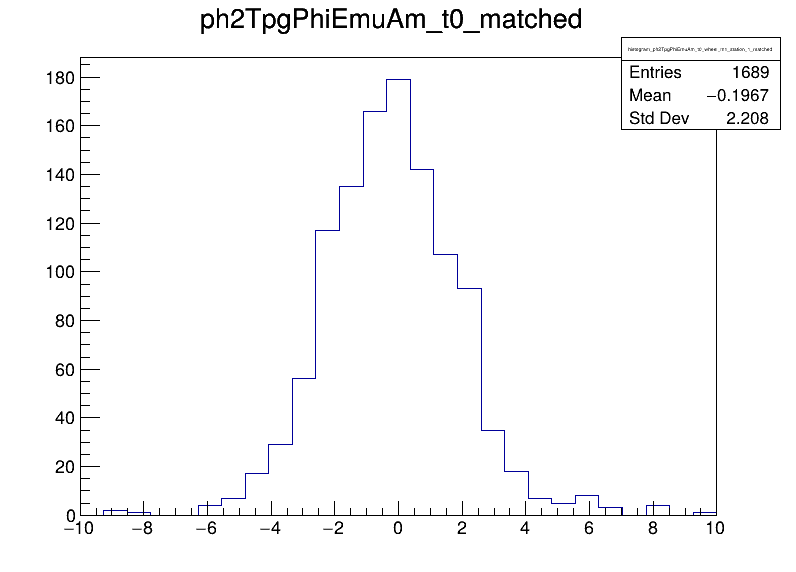 ph2TpgPhiEmuAm_t0_matched
histogram_ph2TpgPhiEmuAm_t0_wheel_m1_station_1_matched
Entries 1689
Mean −0.1967
Std Dev 2.208
180
160
140
120
100
80
60
40
20
0
−10 −8 −6 −4 −2 0 2 4 6 8 10